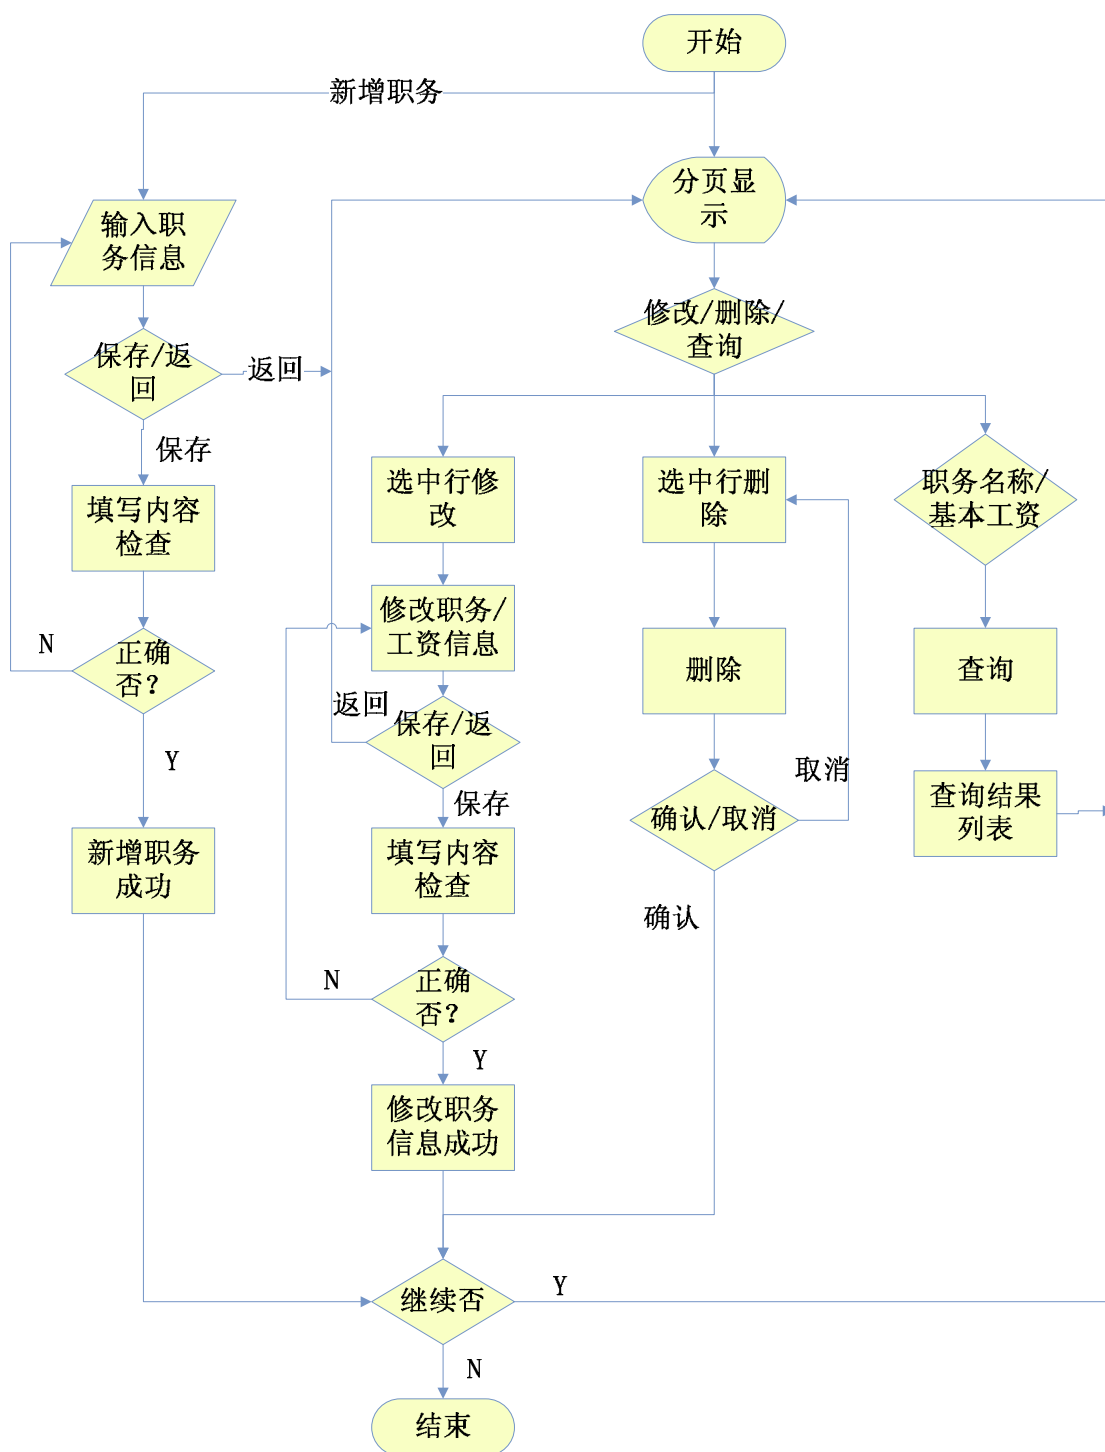 开始
新增职务
分页显
示
输入职
务信息
修改/删除/
查询
保存/返
回
返回
保存
选中行修
改
选中行删
除
职务名称/
基本工资
填写内容
检查
修改职务/
工资信息
N
正确
否？
删除
查询
返回
保存/返
回
Y
取消
保存
确认/取消
查询结果
列表
新增职务
成功
填写内容
检查
确认
N
正确
否？
Y
修改职务
信息成功
继续否
Y
N
结束